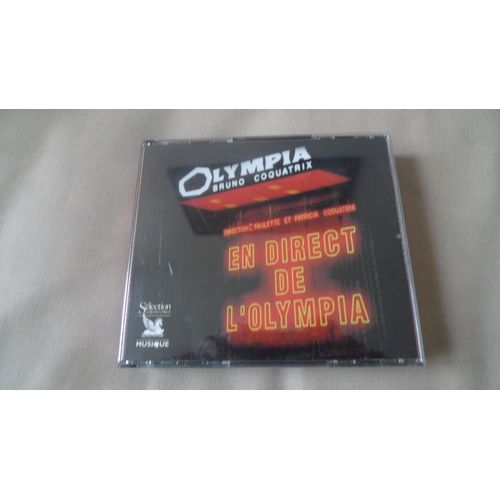 OLYMPIA
BRUNO COQUATRIX
DIRECTION: PAULETTE ET PATRICIA COQUATRIX
EN DIRECT
DE
L'OLYMPIA
Sélection
MUSIQUE